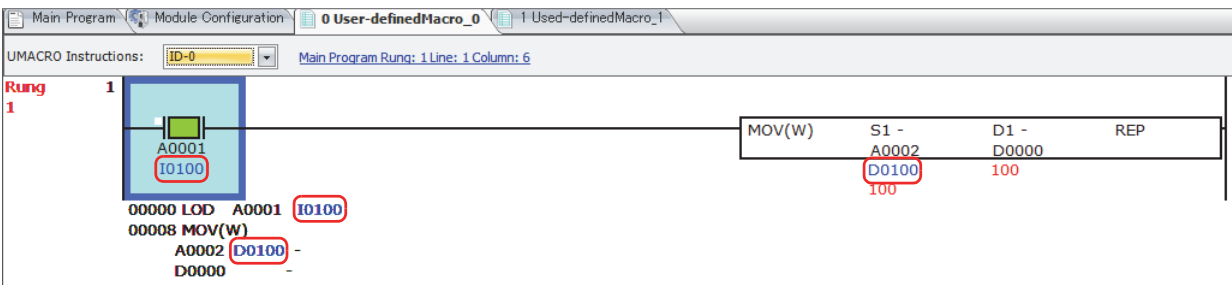 Main Program Module Configuration 0 User-definedMacro_0 1 Used-definedMacro_1
UMACRO Instructions: ID-0 Main Program Rung: 1 Line: 1 Column: 6
Rung 1
1
MOV(W) S1 - D1 - REP
A0001 A0002 D0000
I0100 D0100 100
100
00000 LOD A0001 I0100
00008 MOV(W)
A0002 D0100 -
D0000 -